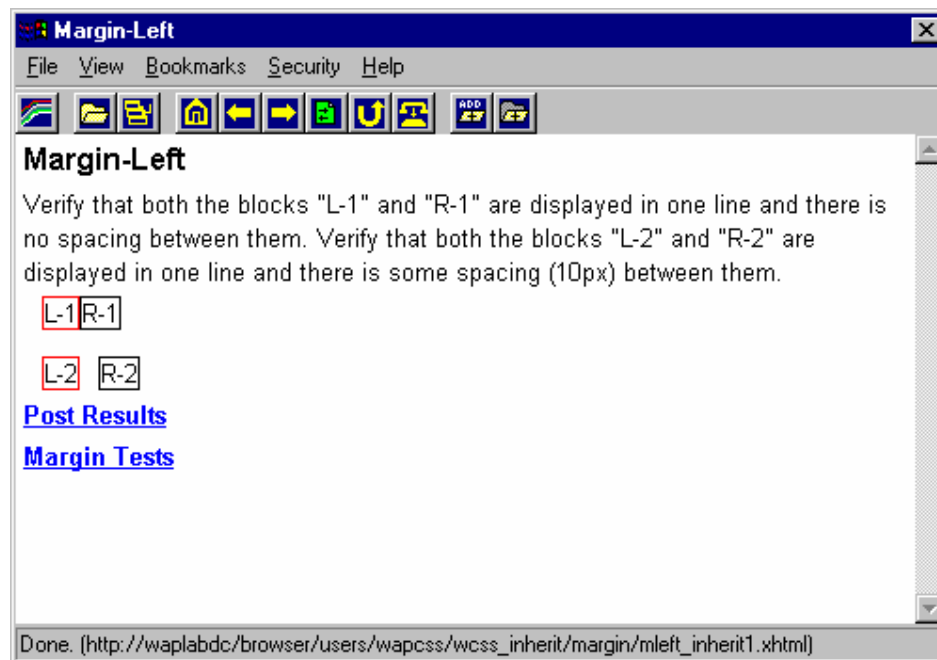 Margin-Left
File View Bookmarks Security Help
ADD
Margin-Left
Verify that both the blocks "L-1" and "R-1" are displayed in one line and there is
no spacing between them. Verify that both the blocks "L-2" and "R-2" are
displayed in one line and there is some spacing (10px) between them.
L-1 R-1
L-2 R-2
Post Results
Margin Tests
Done. (http://waplabdc/browser/users/wapcss/wcss_inherit/margin/mleft_inherit1.xhtml)